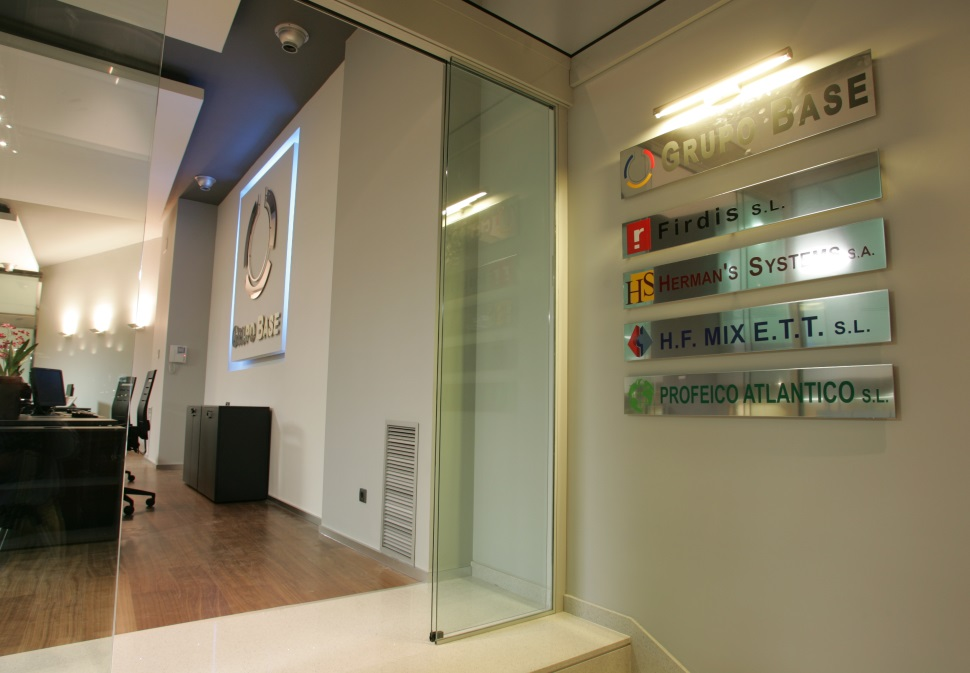 GRUPO BASE
GRUPO BASE
r Firdis S.L.
HS HERMAN'S SYSTEMS S.A.
H.F. MIX E.T.T. S.L.
PROFEICO ATLANTICO S.L.